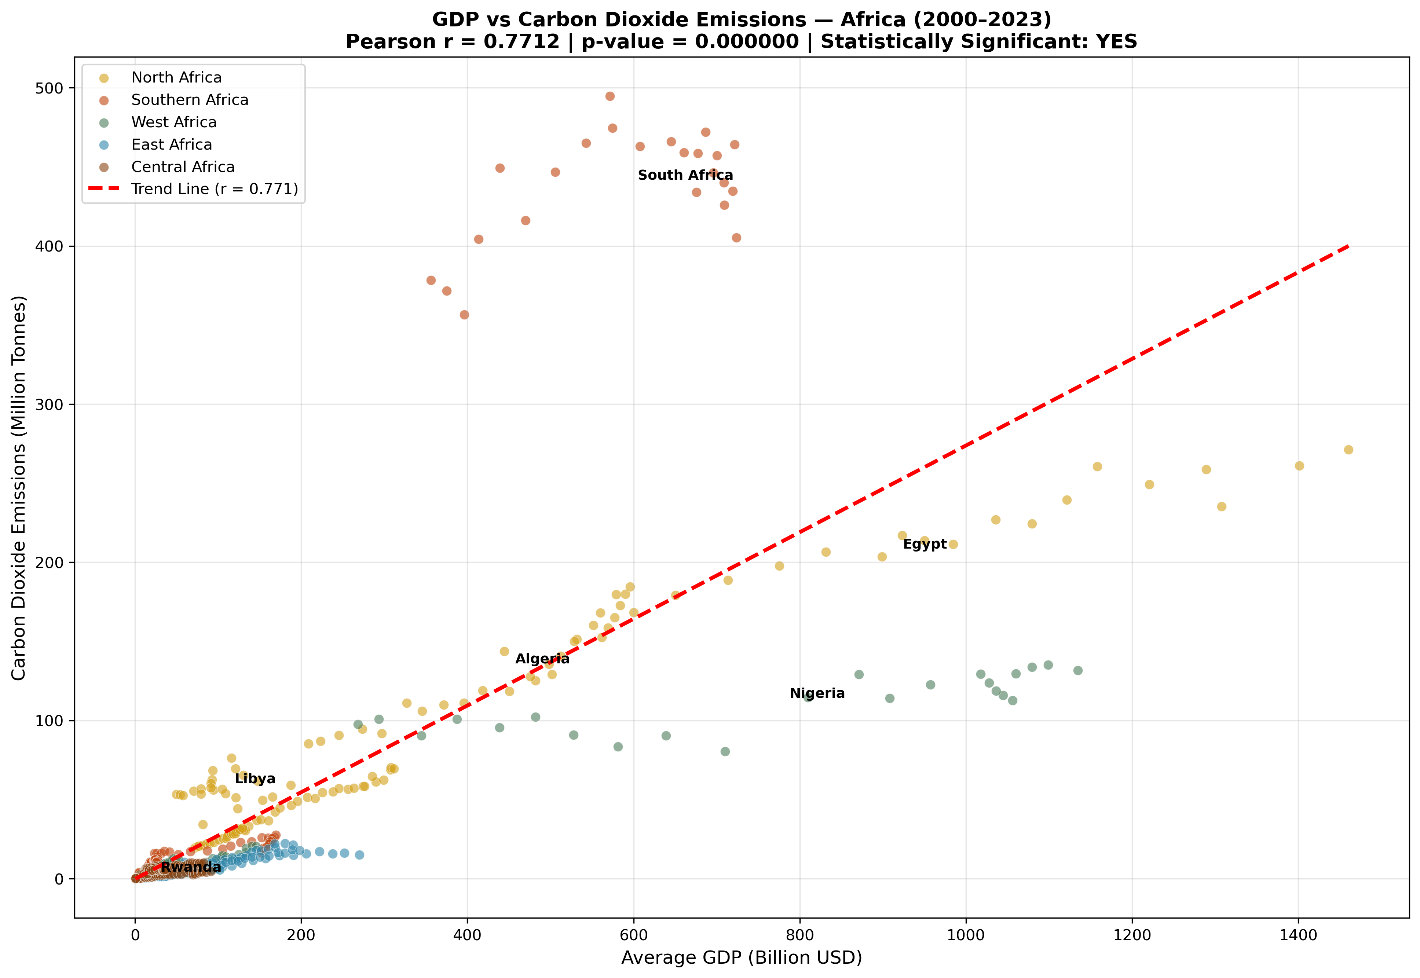 GDP vs Carbon Dioxide Emissions — Africa (2000–2023)
Pearson r = 0.7712 | p-value = 0.000000 | Statistically Significant: YES
North Africa
Southern Africa
West Africa
East Africa
Central Africa
Trend Line (r = 0.771)
South Africa
Egypt
Algeria
Nigeria
Libya
Rwanda
500
400
300
200
100
0
Carbon Dioxide Emissions (Million Tonnes)
0 200 400 600 800 1000 1200 1400
Average GDP (Billion USD)